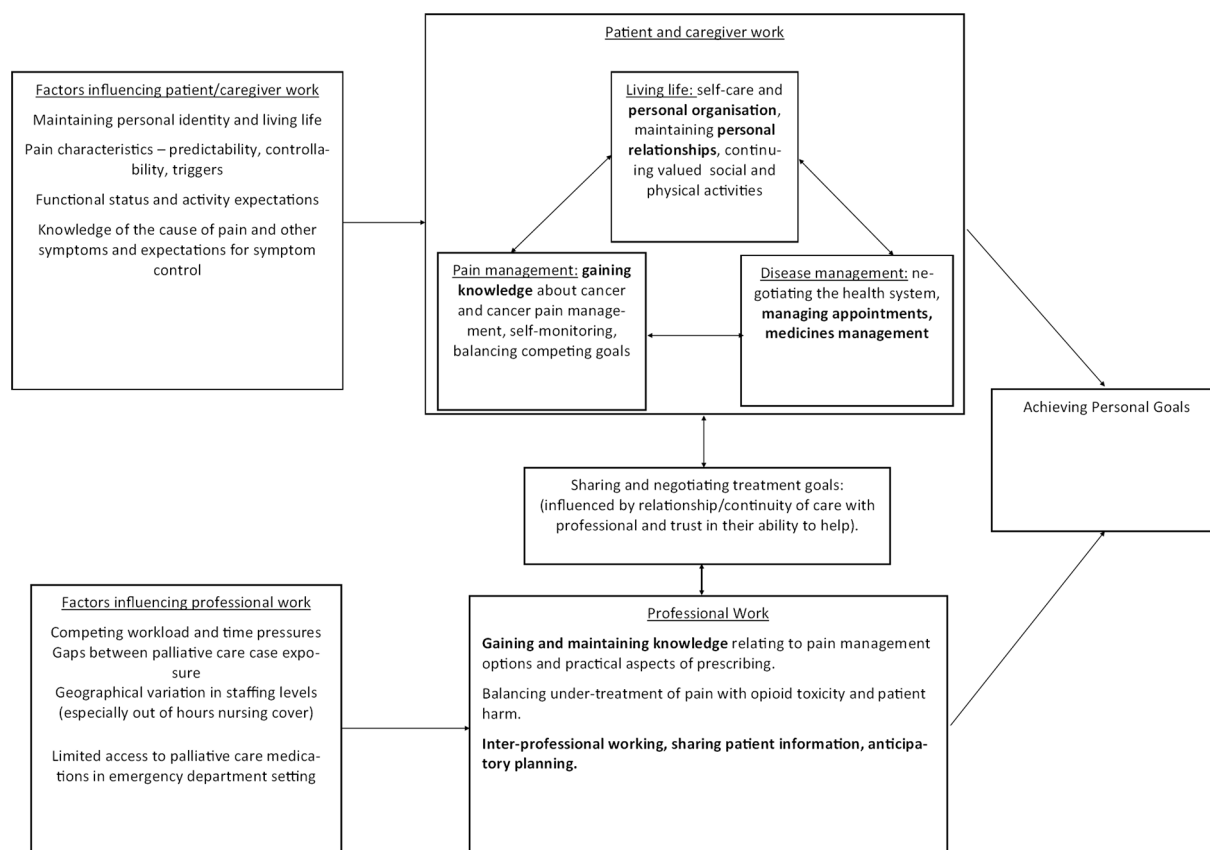 Patient and caregiver work
Factors influencing patient/caregiver work
Maintaining personal identity and living life
Pain characteristics – predictability, controlla-
bility, triggers
Functional status and activity expectations
Knowledge of the cause of pain and other
symptoms and expectations for symptom
control
Living life: self-care and
personal organisation,
maintaining personal
relationships, continu-
ing valued social and
physical activities
Pain management: gaining
knowledge about cancer
and cancer pain manage-
ment, self-monitoring,
balancing competing goals
Disease management: ne-
gotiating the health system,
managing appointments,
medicines management
Achieving Personal Goals
Sharing and negotiating treatment goals:
(influenced by relationship/continuity of care with
professional and trust in their ability to help).
Factors influencing professional work
Competing workload and time pressures
Gaps between palliative care case expo-
sure
Geographical variation in staffing levels
(especially out of hours nursing cover)
Limited access to palliative care medica-
tions in emergency department setting
Professional Work
Gaining and maintaining knowledge relating to pain management
options and practical aspects of prescribing.
Balancing under-treatment of pain with opioid toxicity and patient
harm.
Inter-professional working, sharing patient information, anticipa-
tory planning.